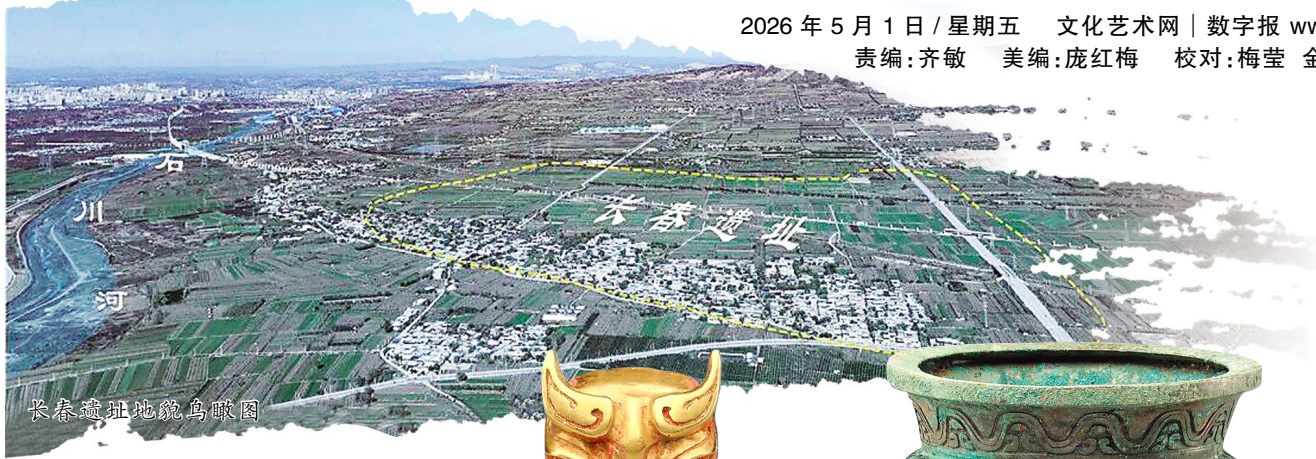 2026 年 5 月 1 日 / 星期五 文化艺术网｜数字报 ww
责编：齐敏 美编：庞红梅 校对：梅莹 金
石川河
长春遗址
长春遗址地貌鸟瞰图